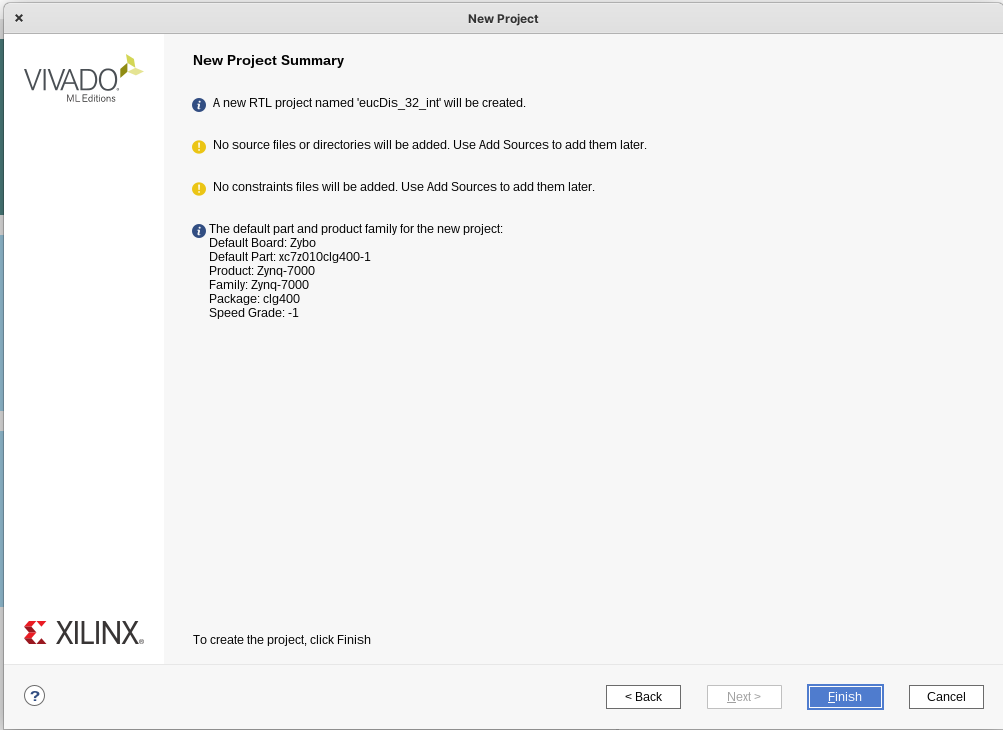 New Project
VIVADO
ML Editions
New Project Summary
A new RTL project named 'eucDis_32_int' will be created.
No source files or directories will be added. Use Add Sources to add them later.
No constraints files will be added. Use Add Sources to add them later.
The default part and product family for the new project:
Default Board: Zybo
Default Part: xc7z010clg400-1
Product: Zynq-7000
Family: Zynq-7000
Package: clg400
Speed Grade: -1
XILINX®
To create the project, click Finish
?
< Back
Next >
Finish
Cancel